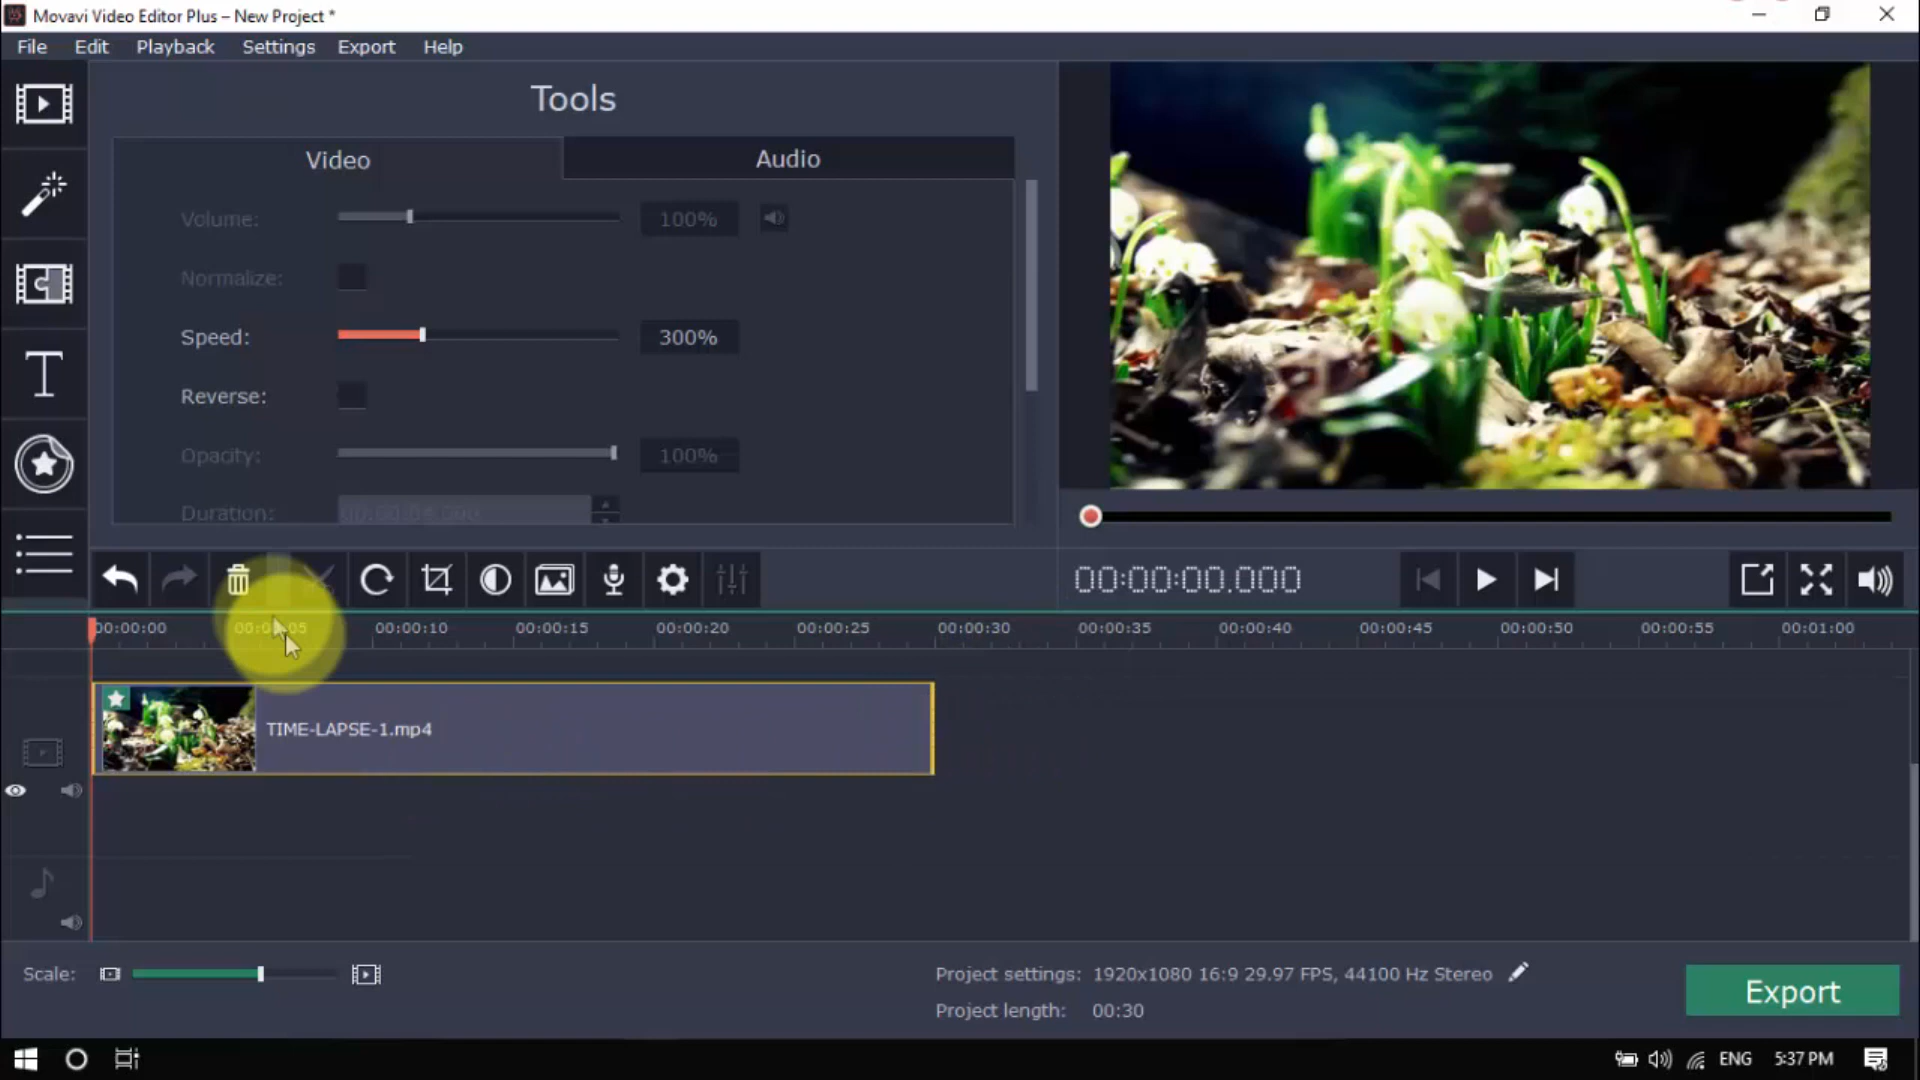 Movavi Video Editor Plus – New Project *
File Edit Playback Settings Export Help
Tools
Video Audio
Volume: 100%
Normalize:
Speed: 300%
Reverse:
Opacity: 100%
Duration:
00:00:00.000
00:00:00 00:00:05 00:00:10 00:00:15 00:00:20 00:00:25 00:00:30 00:00:35 00:00:40 00:00:45 00:00:50 00:00:55 00:01:00
TIME-LAPSE-1.mp4
Scale:
Project settings: 1920x1080 16:9 29.97 FPS, 44100 Hz Stereo
Project length: 00:30
Export
ENG 5:37 PM